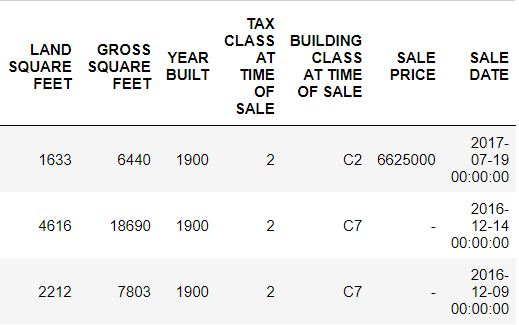 LAND SQUARE FEET GROSS SQUARE FEET YEAR BUILT TAX CLASS AT TIME OF SALE BUILDING CLASS AT TIME OF SALE SALE PRICE SALE DATE
1633 6440 1900 2 C2 6625000 2017-07-19 00:00:00
4616 18690 1900 2 C7 - 2016-12-14 00:00:00
2212 7803 1900 2 C7 - 2016-12-09 00:00:00